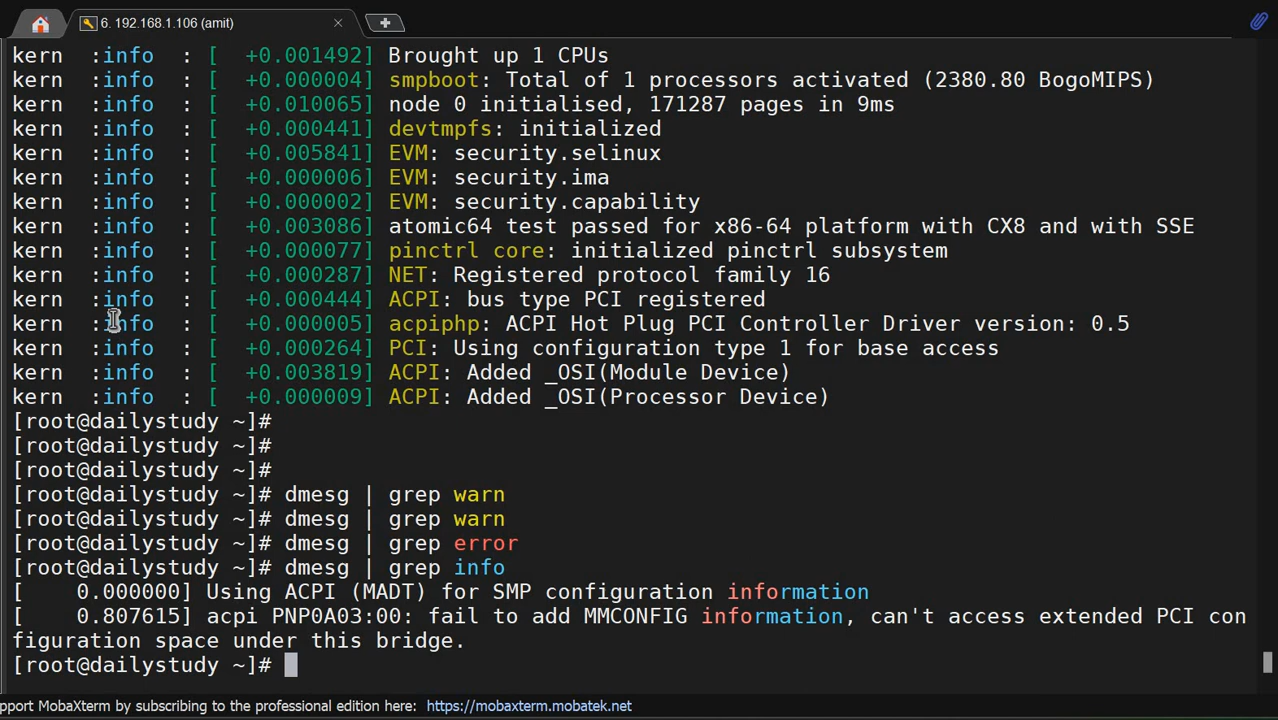 6. 192.168.1.106 (amit)
kern :info : [ +0.001492] Brought up 1 CPUs
kern :info : [ +0.000004] smpboot: Total of 1 processors activated (2380.80 BogoMIPS)
kern :info : [ +0.010065] node 0 initialised, 171287 pages in 9ms
kern :info : [ +0.000441] devtmpfs: initialized
kern :info : [ +0.005841] EVM: security.selinux
kern :info : [ +0.000006] EVM: security.ima
kern :info : [ +0.000002] EVM: security.capability
kern :info : [ +0.003086] atomic64 test passed for x86-64 platform with CX8 and with SSE
kern :info : [ +0.000077] pinctrl core: initialized pinctrl subsystem
kern :info : [ +0.000287] NET: Registered protocol family 16
kern :info : [ +0.000444] ACPI: bus type PCI registered
kern :info : [ +0.000005] acpiphp: ACPI Hot Plug PCI Controller Driver version: 0.5
kern :info : [ +0.000264] PCI: Using configuration type 1 for base access
kern :info : [ +0.003819] ACPI: Added _OSI(Module Device)
kern :info : [ +0.000009] ACPI: Added _OSI(Processor Device)
[root@dailystudy ~]#
[root@dailystudy ~]#
[root@dailystudy ~]#
[root@dailystudy ~]# dmesg | grep warn
[root@dailystudy ~]# dmesg | grep warn
[root@dailystudy ~]# dmesg | grep error
[root@dailystudy ~]# dmesg | grep info
[ 0.000000] Using ACPI (MADT) for SMP configuration information
[ 0.807615] acpi PNP0A03:00: fail to add MMCONFIG information, can't access extended PCI con
figuration space under this bridge.
[root@dailystudy ~]#
pport MobaXterm by subscribing to the professional edition here: https://mobaxterm.mobatek.net